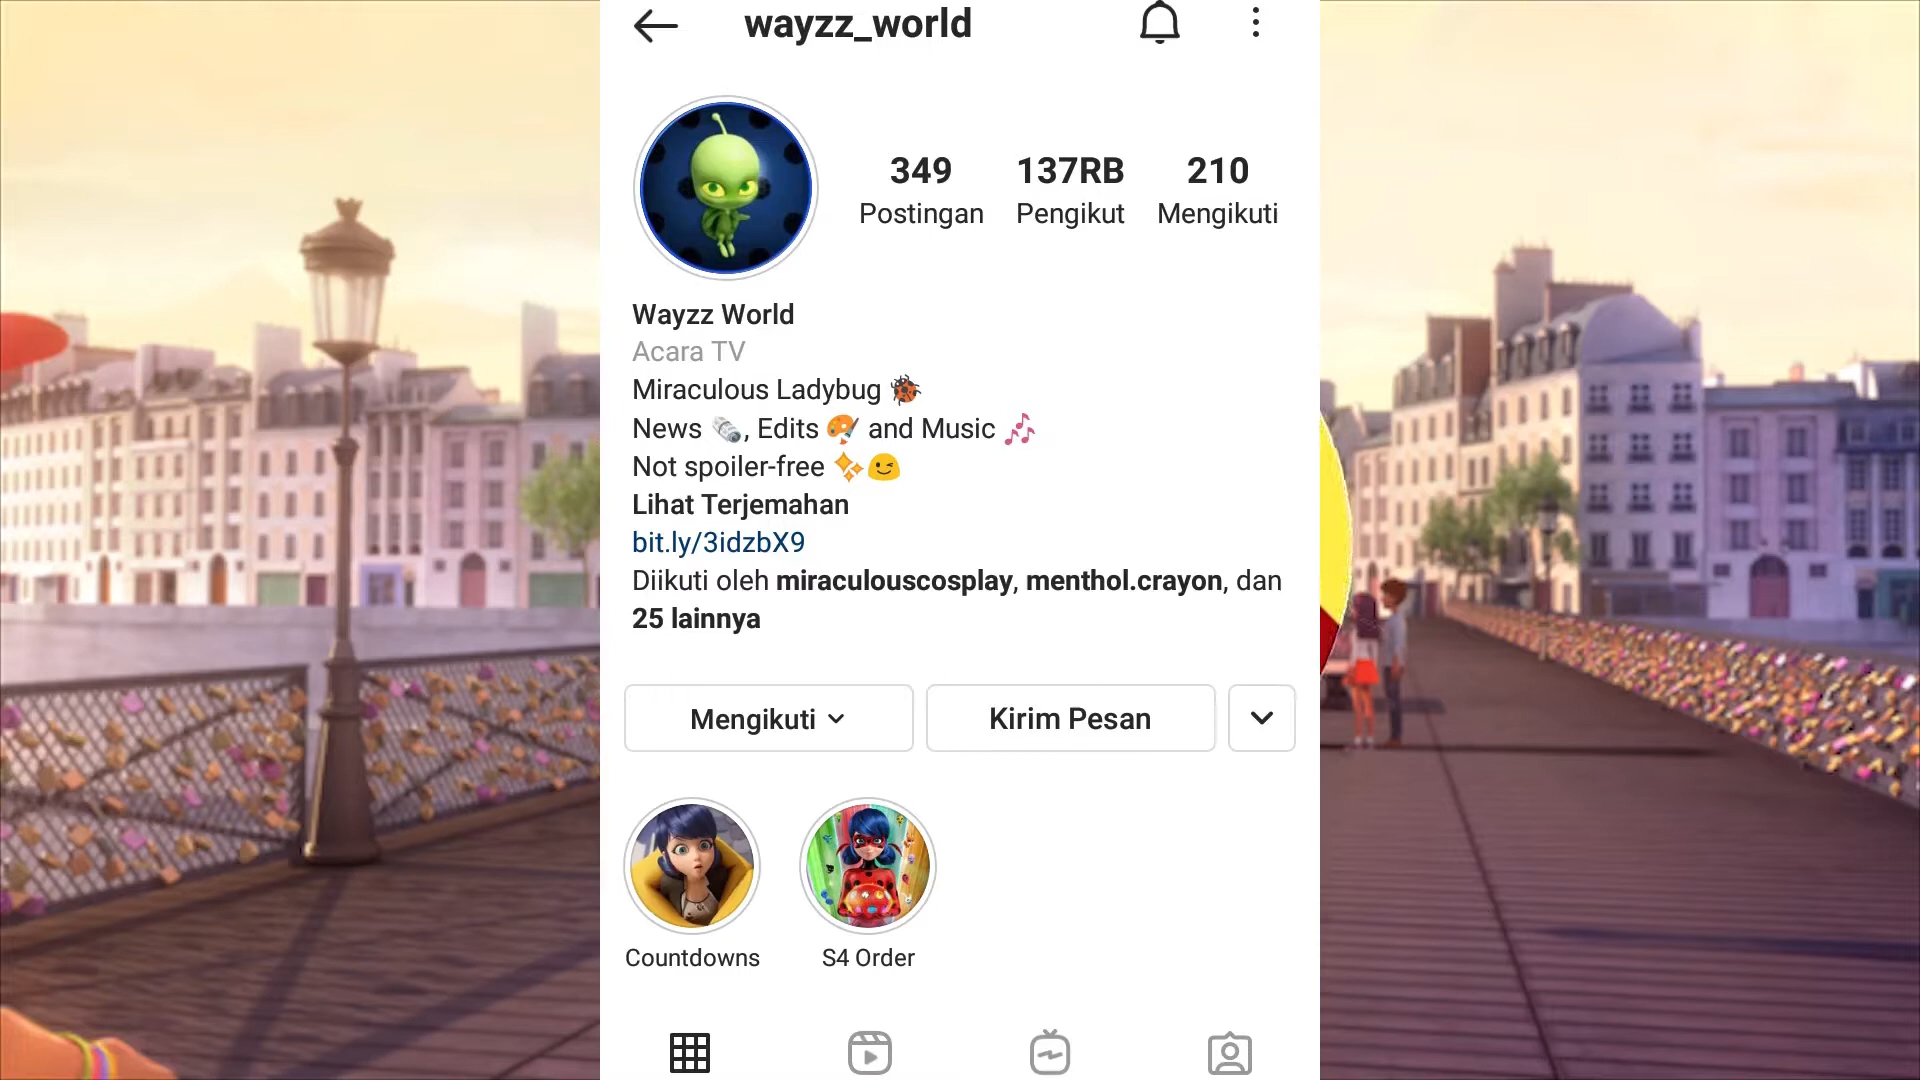 wayzz_world
349 137RB 210
Postingan Pengikut Mengikuti
Wayzz World
Acara TV
Miraculous Ladybug 🐞
News 🗞️, Edits 🎨 and Music 🎶
Not spoiler-free ✨😉
Lihat Terjemahan
bit.ly/3idzbX9
Diikuti oleh miraculouscosplay, menthol.crayon, dan
25 lainnya
Mengikuti Kirim Pesan
Countdowns S4 Order